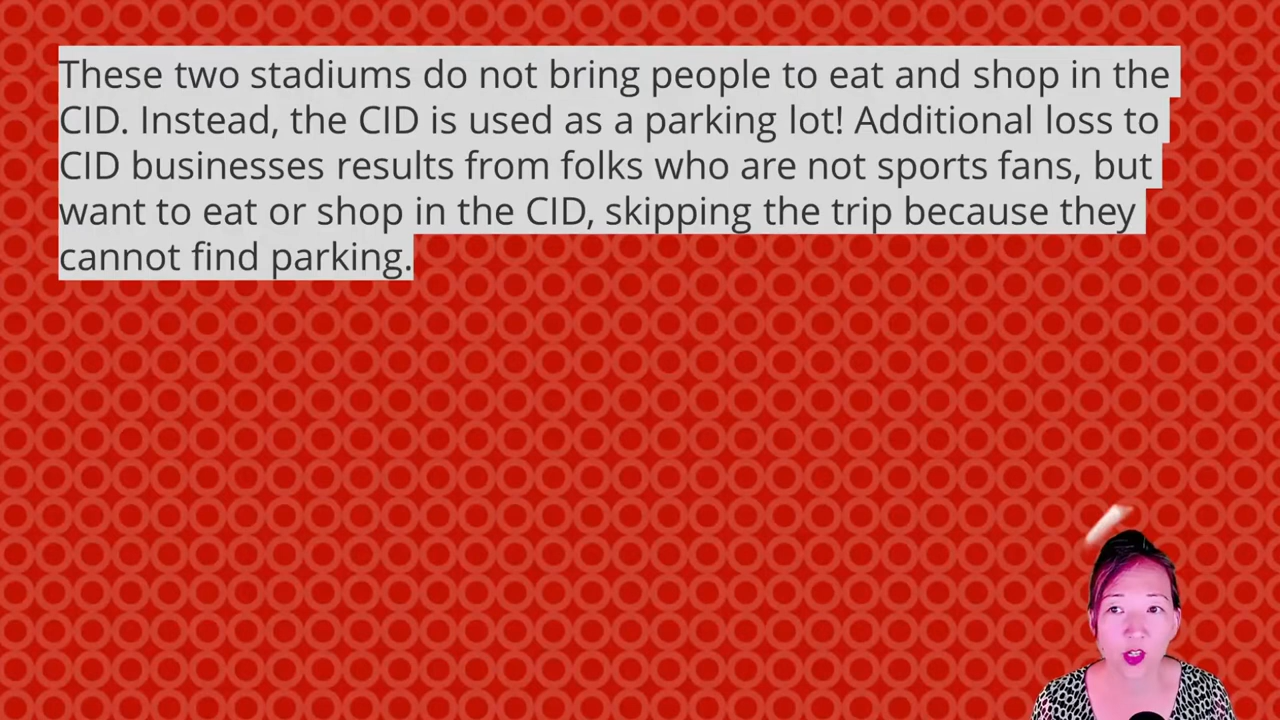 These two stadiums do not bring people to eat and shop in the
CID. Instead, the CID is used as a parking lot! Additional loss to
CID businesses results from folks who are not sports fans, but
want to eat or shop in the CID, skipping the trip because they
cannot find parking.